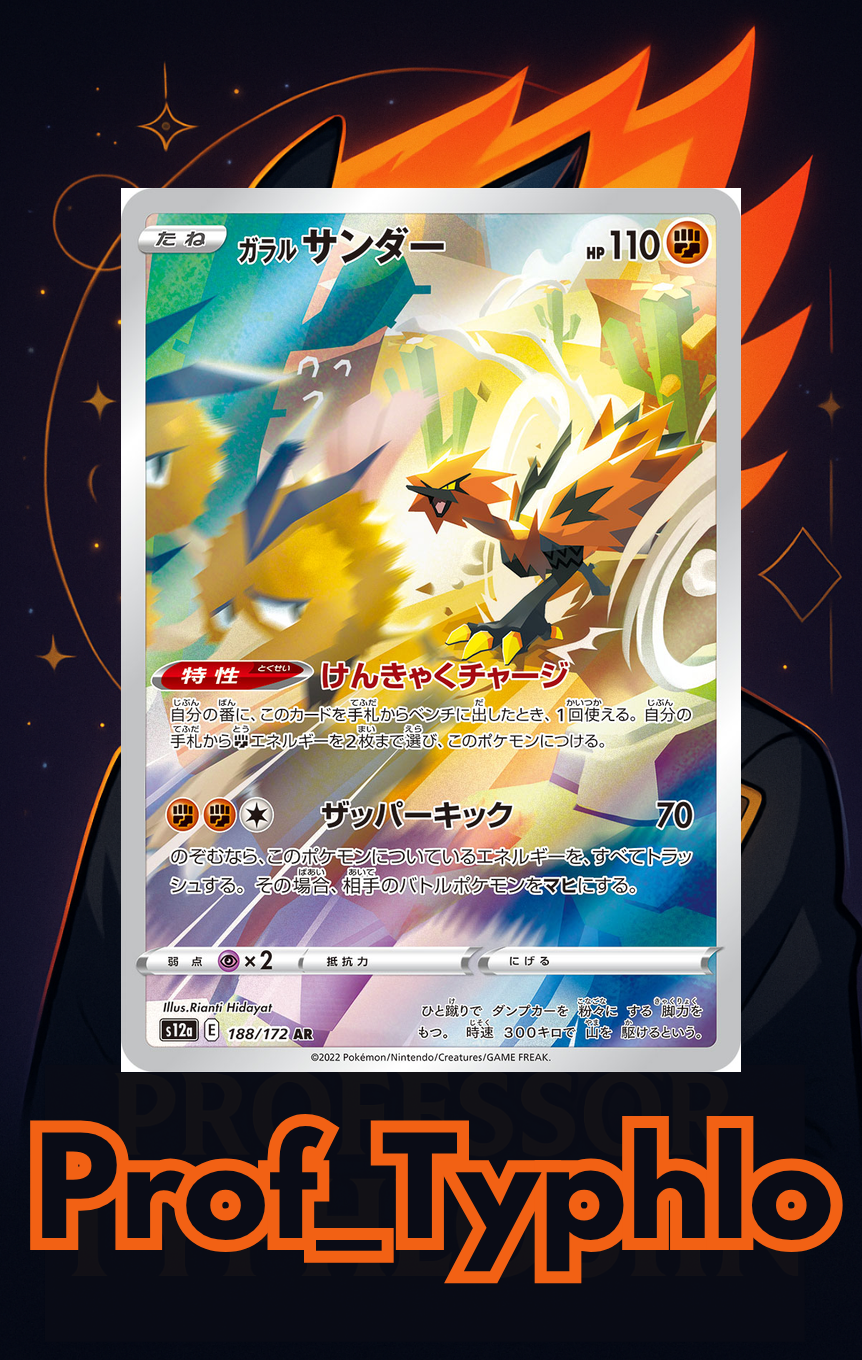 たね ガラル サンダー HP 110
特性 とくせい けんきゃくチャージ
自分の番に、このカードを手札からベンチに出したとき、1回使える。自分の
手札からエネルギーを2枚まで選び、このポケモンにつける。
ザッパーキック 70
のぞむなら、このポケモンについているエネルギーを、すべてトラッ
シュする。その場合、相手のバトルポケモンをマヒにする。
弱点 ×2 抵抗力 にげる
Illus.Rianti Hidayat
ひと蹴りで ダンプカーを 粉々に する 脚力を
もつ。 時速 300キロで 山を 駆けるという。
s12a E 188/172 AR
©2022 Pokémon/Nintendo/Creatures/GAME FREAK.
PROFESSOR
Prof_Typhlo